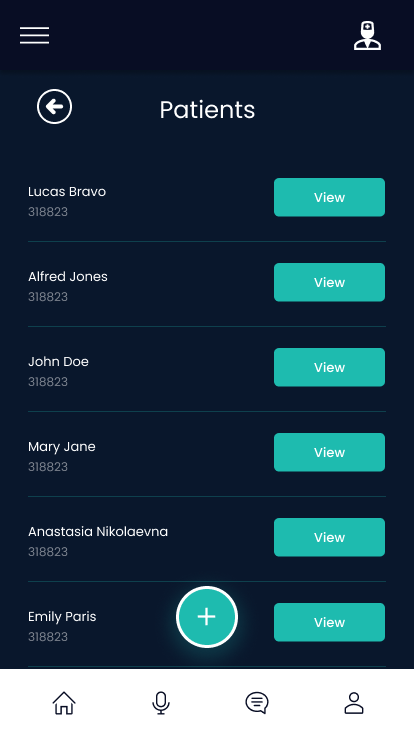 Patients
Lucas Bravo
318823
View
Alfred Jones
318823
View
John Doe
318823
View
Mary Jane
318823
View
Anastasia Nikolaevna
318823
View
Emily Paris
318823
View